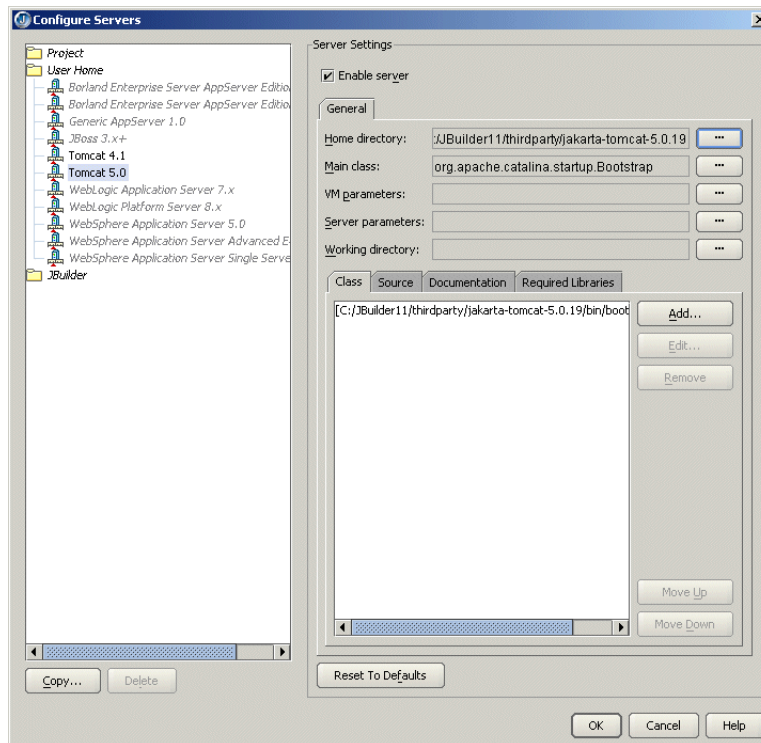 Configure Servers
Project
User Home
Borland Enterprise Server AppServer Editio
Borland Enterprise Server AppServer Editio
Generic AppServer 1.0
JBoss 3.x+
Tomcat 4.1
Tomcat 5.0
WebLogic Application Server 7.x
WebLogic Platform Server 8.x
WebSphere Application Server 5.0
WebSphere Application Server Advanced E
WebSphere Application Server Single Serve
JBuilder
Copy...
Delete
Server Settings
Enable server
General
Home directory: :/JBuilder11/thirdparty/jakarta-tomcat-5.0.19 ...
Main class: org.apache.catalina.startup.Bootstrap ...
VM parameters: ...
Server parameters: ...
Working directory: ...
Class Source Documentation Required Libraries
[C:/JBuilder11/thirdparty/jakarta-tomcat-5.0.19/bin/boot
Add...
Edit...
Remove
Move Up
Move Down
Reset To Defaults
OK Cancel Help